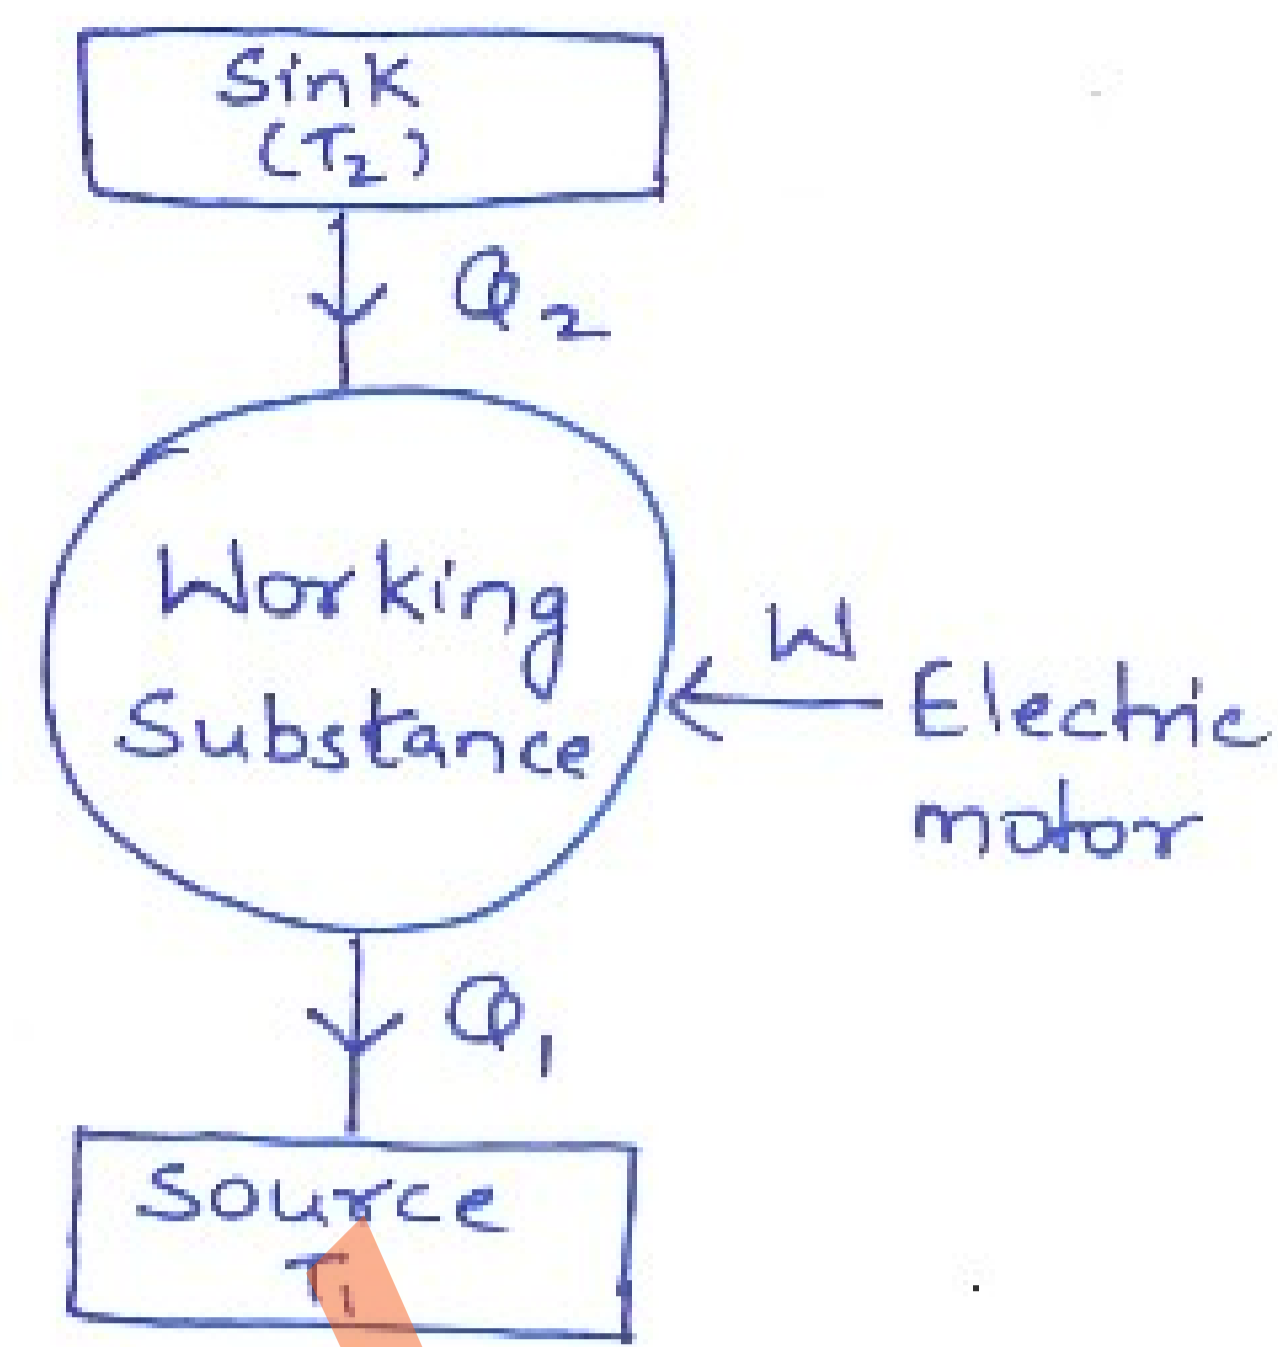 Sink
(T₂)
Q₂
Working
Substance
W
Electric
motor
Q₁
Source
T₁